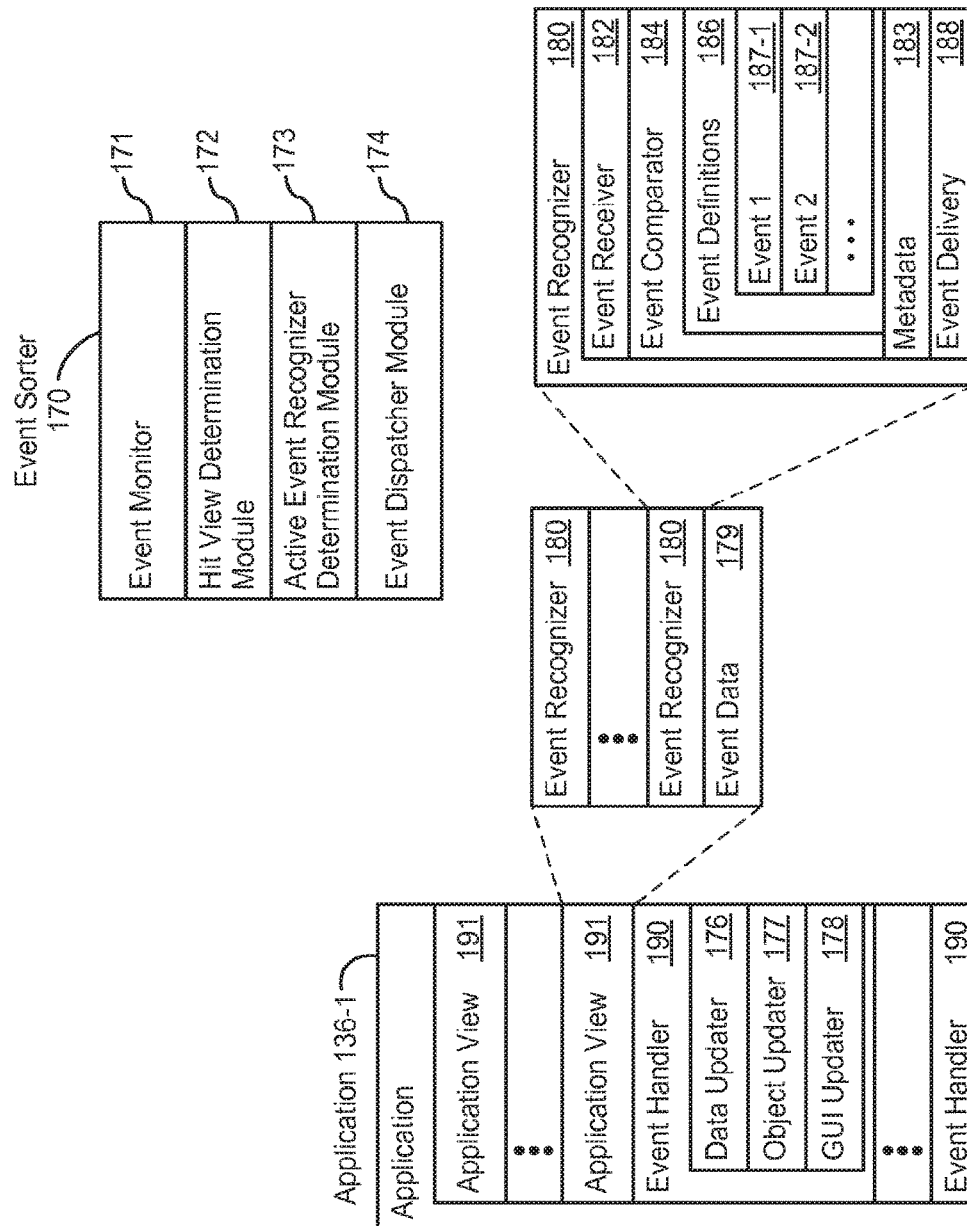 Event Sorter
170
Event Monitor
171
Hit View Determination
Module
172
Active Event Recognizer
Determination Module
173
Event Dispatcher Module
174
Application 136-1
Application
Application View 191
•••
Application View 191
Event Handler 190
Data Updater 176
Object Updater 177
GUI Updater 178
•••
Event Handler 190
Event Recognizer 180
•••
Event Recognizer 180
Event Data 179
Event Recognizer 180
Event Receiver 182
Event Comparator 184
Event Definitions 186
Event 1 187-1
Event 2 187-2
•••
Metadata 183
Event Delivery 188